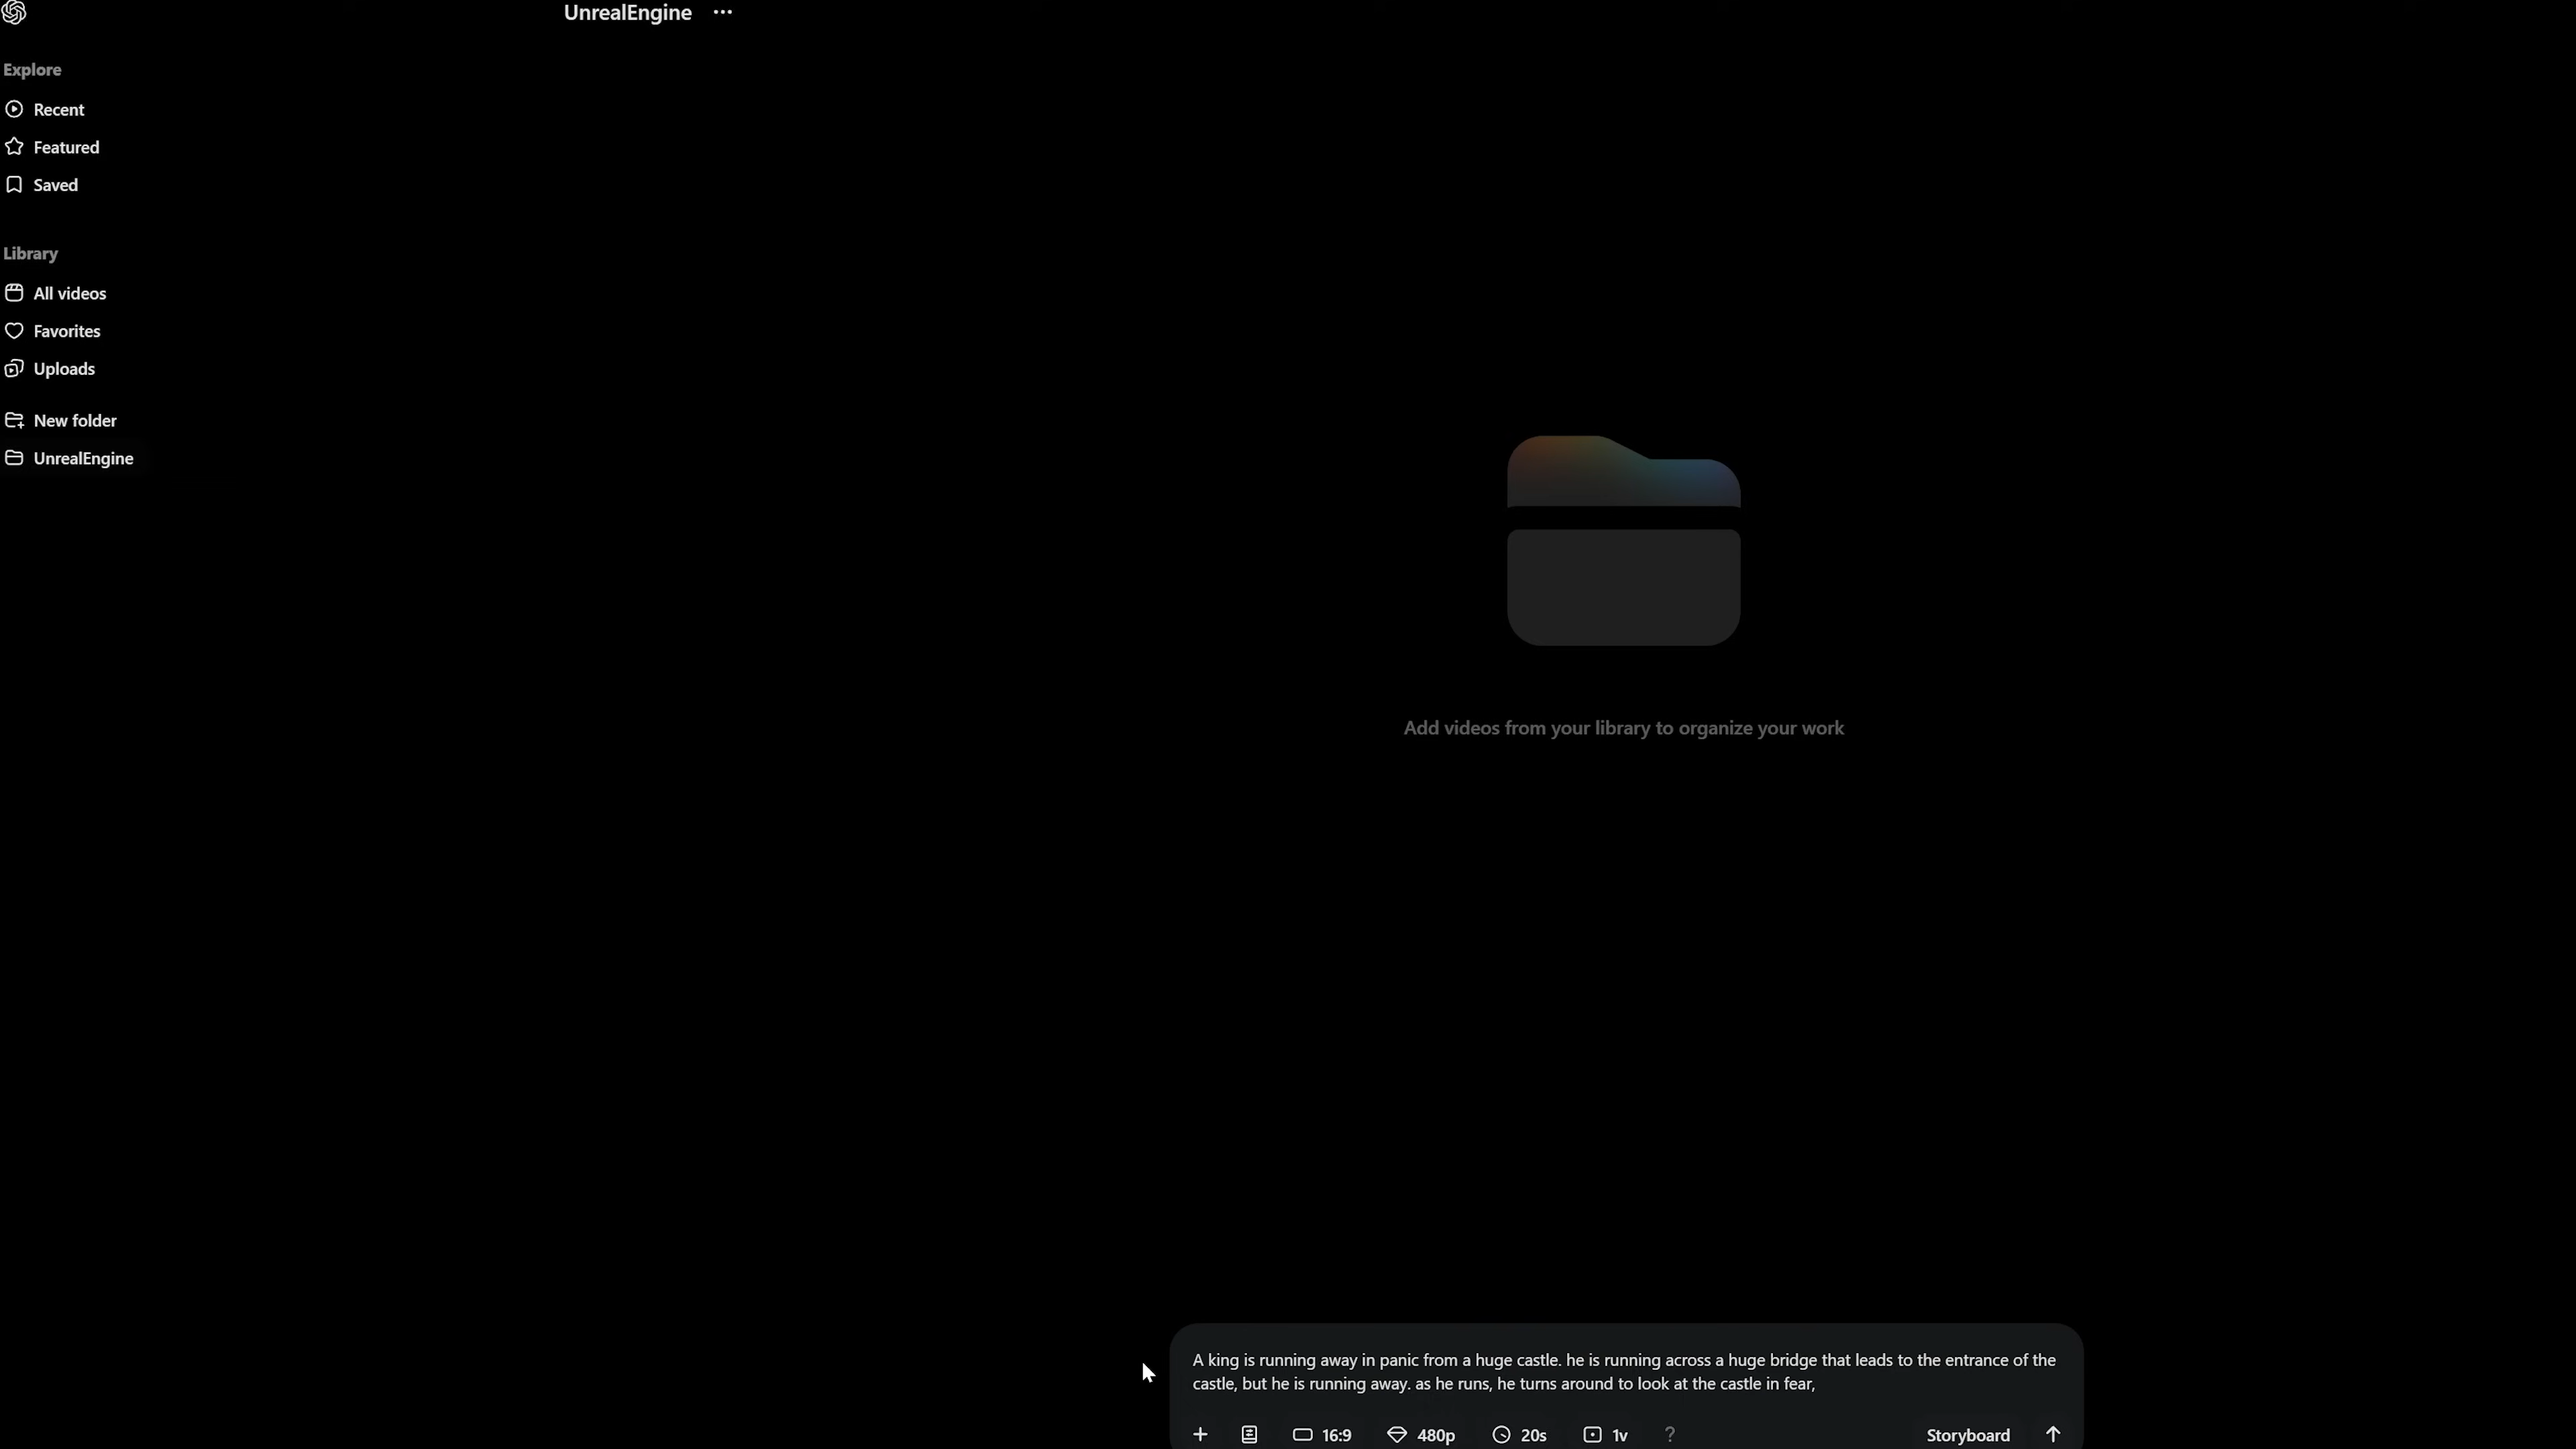 UnrealEngine ...
Explore
Recent
Featured
Saved
Library
All videos
Favorites
Uploads
New folder
UnrealEngine
Add videos from your library to organize your work
A king is running away in panic from a huge castle. he is running across a huge bridge that leads to the entrance of the
castle, but he is running away. as he runs, he turns around to look at the castle in fear,
+ 16:9 480p 20s 1v ? Storyboard